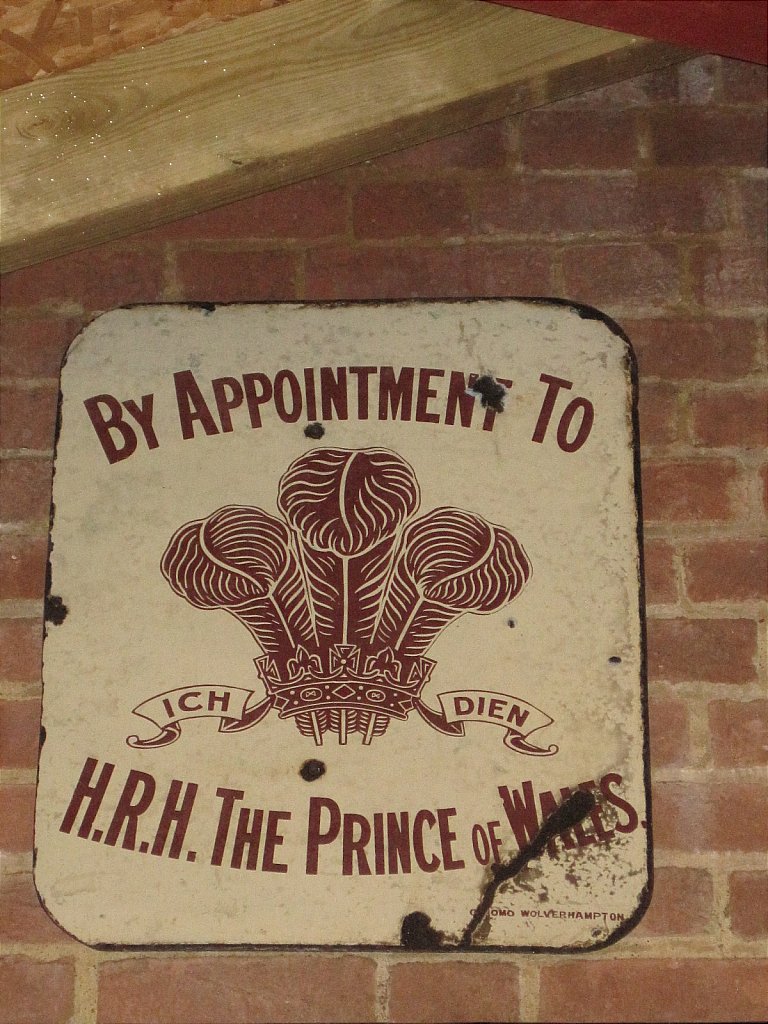 BY APPOINTMENT TO
ICH DIEN
H.R.H. THE PRINCE OF WALES.
WOLVERHAMPTON